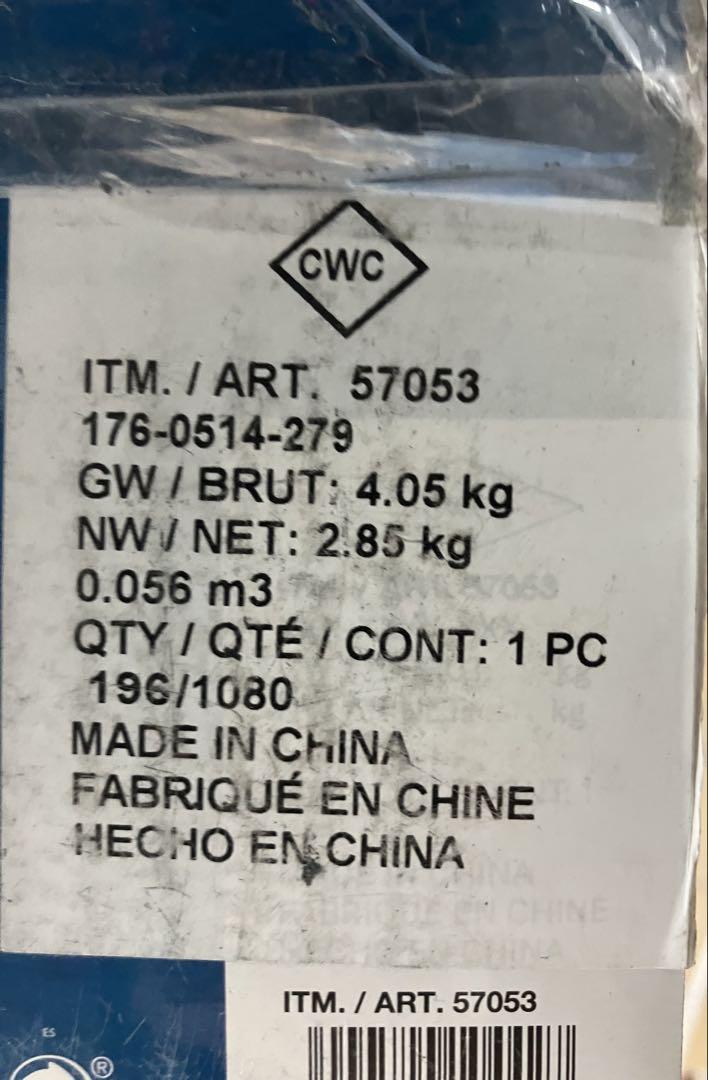 CWC
ITM. / ART. 57053
176-0514-279
GW / BRUT: 4.05 kg
NW / NET: 2.85 kg
0.056 m3
QTY / QTÉ / CONT: 1 PC
196/1080
MADE IN CHINA
FABRIQUÉ EN CHINE
HECHO EN CHINA
ITM. / ART. 57053
ES
®